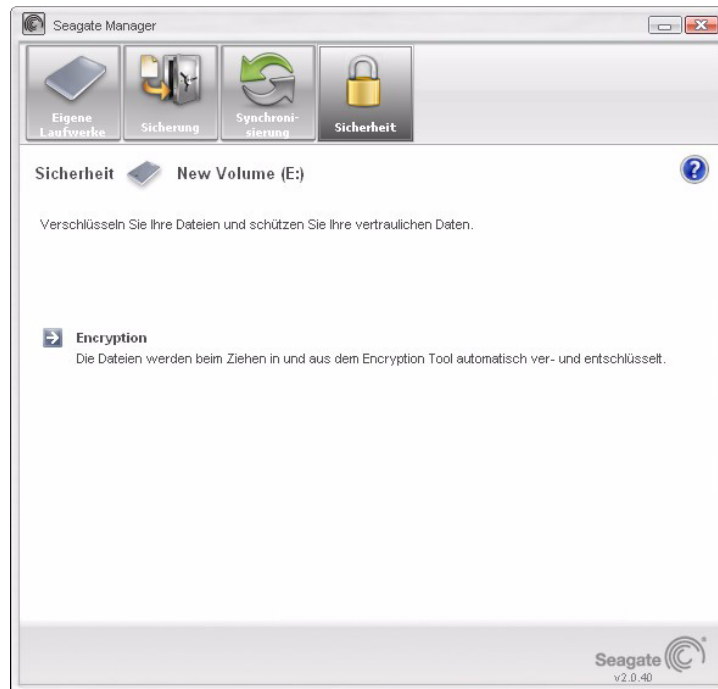 Seagate Manager
Eigene
Laufwerke
Sicherung
Synchroni-
sierung
Sicherheit
Sicherheit New Volume (E:)
Verschlüsseln Sie Ihre Dateien und schützen Sie Ihre vertraulichen Daten.
Encryption
Die Dateien werden beim Ziehen in und aus dem Encryption Tool automatisch ver- und entschlüsselt.
Seagate
v2.0.40